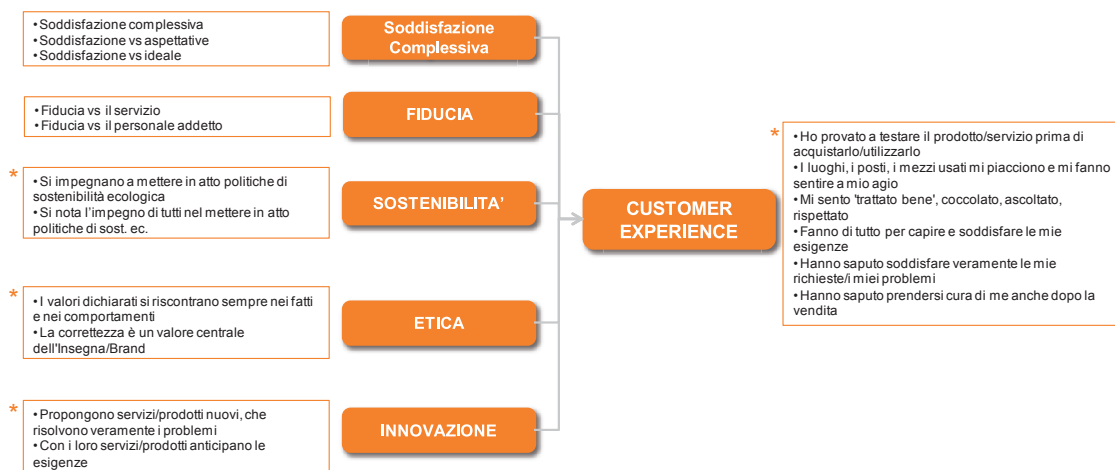 • Soddisfazione complessiva
• Soddisfazione vs aspettative
• Soddisfazione vs ideale
Soddisfazione
Complessiva
• Fiducia vs il servizio
• Fiducia vs il personale addetto
FIDUCIA
*
• Si impegnano a mettere in atto politiche di
sostenibilità ecologica
• Si nota l'impegno di tutti nel mettere in atto
politiche di sost. ec.
SOSTENIBILITA'
*
• I valori dichiarati si riscontrano sempre nei fatti
e nei comportamenti
• La correttezza è un valore centrale
dell'Insegna/Brand
ETICA
*
• Propongono servizi/prodotti nuovi, che
risolvono veramente i problemi
• Con i loro servizi/prodotti anticipano le
esigenze
INNOVAZIONE
CUSTOMER
EXPERIENCE
*
• Ho provato a testare il prodotto/servizio prima di
acquistarlo/utilizzarlo
• I luoghi, i posti, i mezzi usati mi piacciono e mi fanno
sentire a mio agio
• Mi sento 'trattato bene', coccolato, ascoltato,
rispettato
• Fanno di tutto per capire e soddisfare le mie
esigenze
• Hanno saputo soddisfare veramente le mie
richieste/i miei problemi
• Hanno saputo prendersi cura di me anche dopo la
vendita